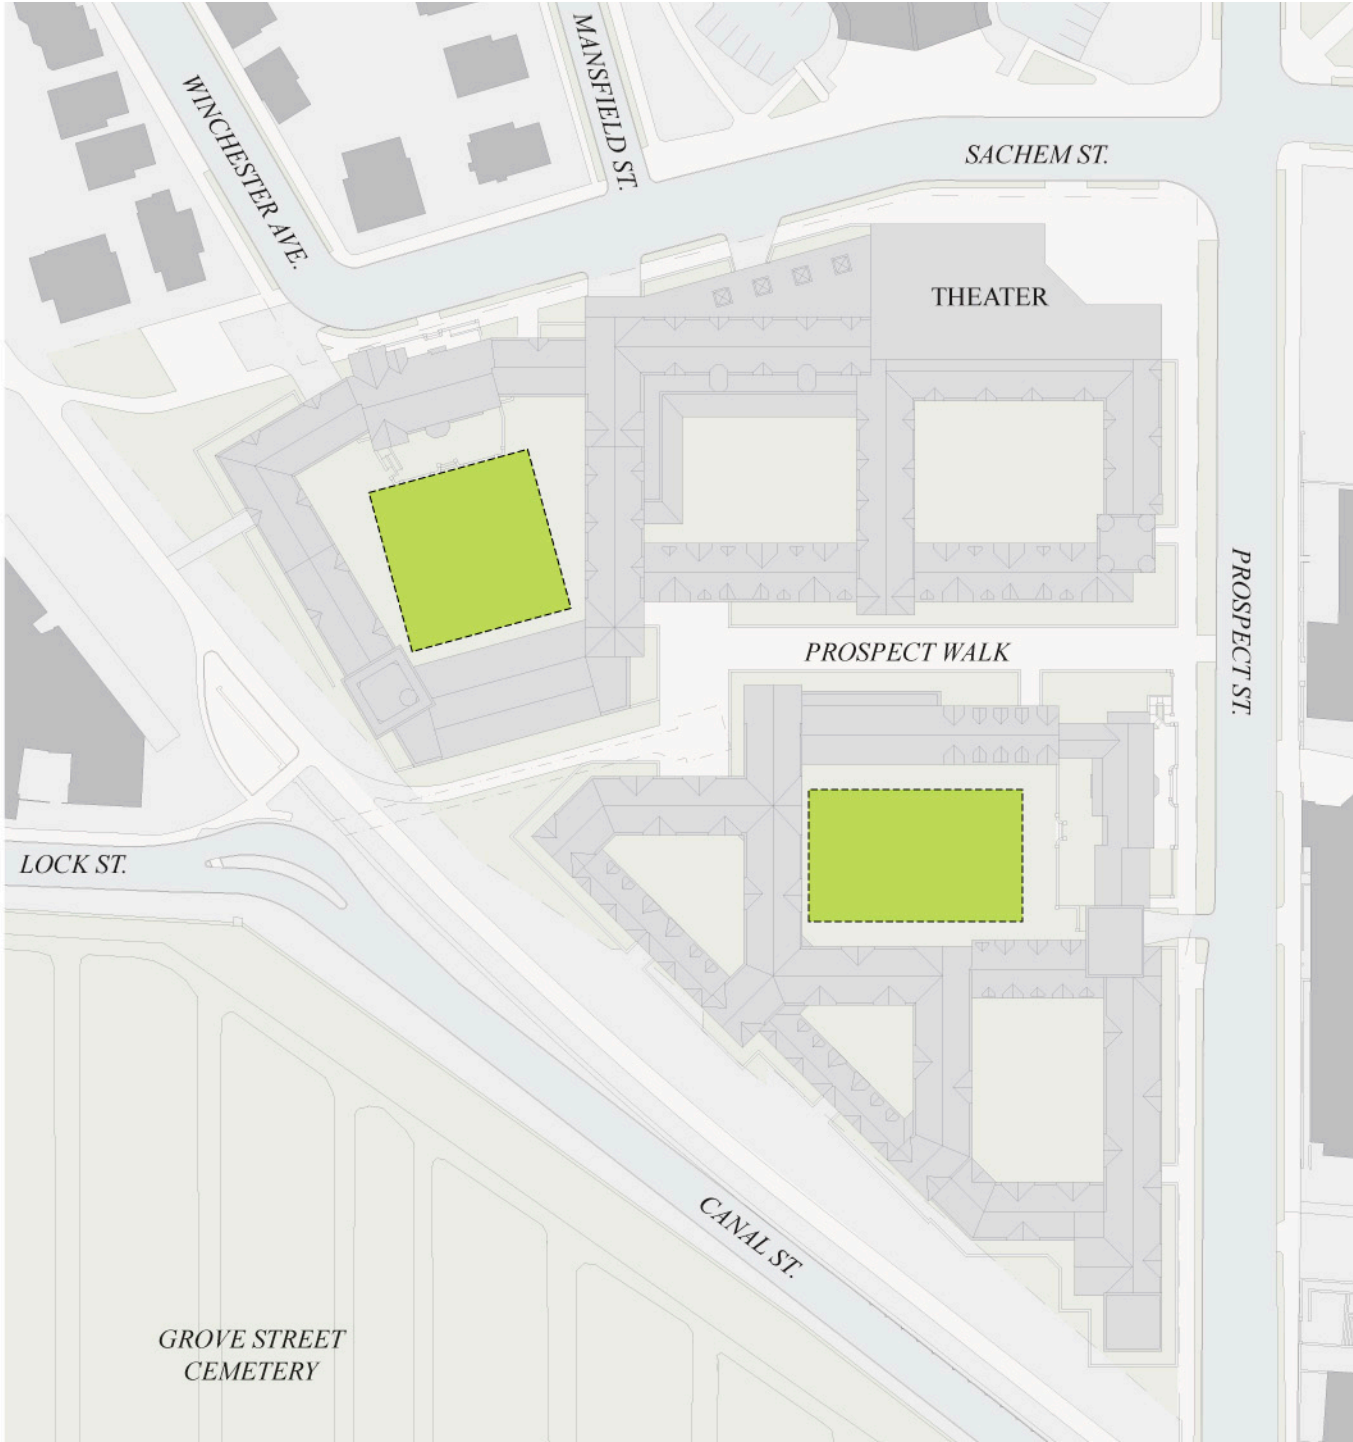 MANSFIELD ST.
WINCHESTER AVE.
SACHEM ST.
THEATER
PROSPECT ST.
PROSPECT WALK
LOCK ST.
CANAL ST.
GROVE STREET
CEMETERY